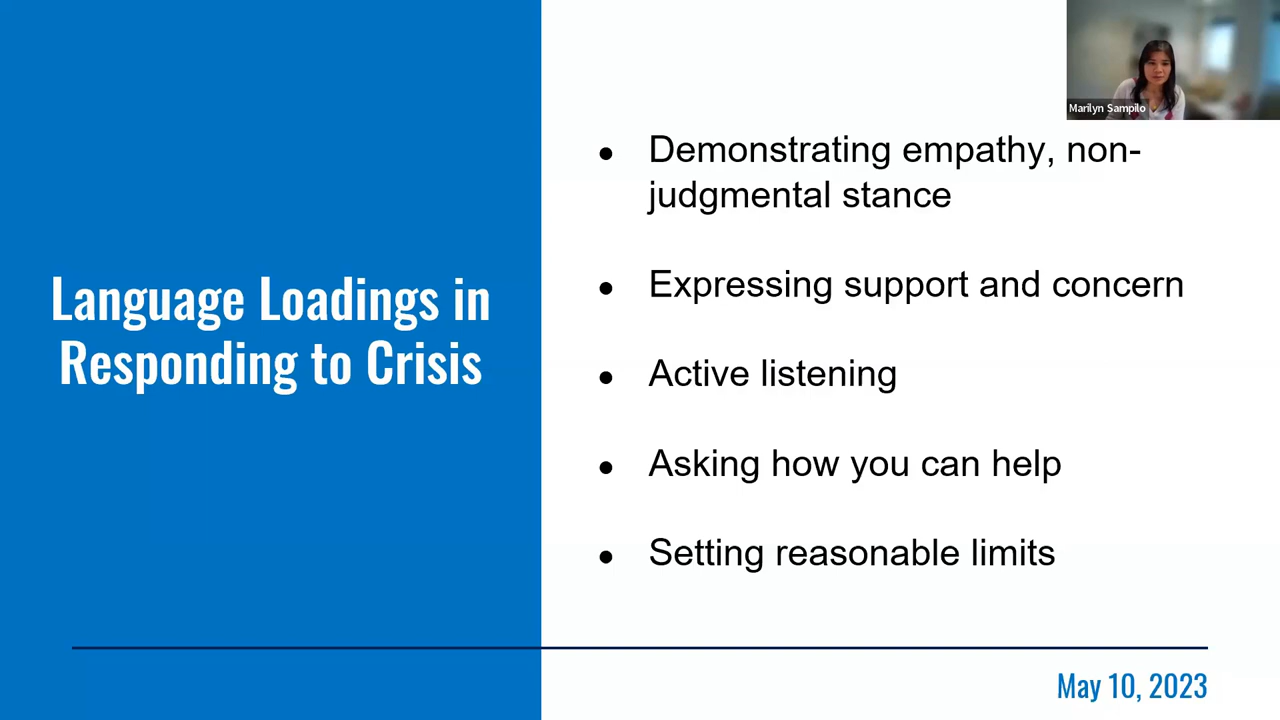 Marilyn Sampilo
Language Loadings in
Responding to Crisis
● Demonstrating empathy, non-
judgmental stance
● Expressing support and concern
● Active listening
● Asking how you can help
● Setting reasonable limits
May 10, 2023